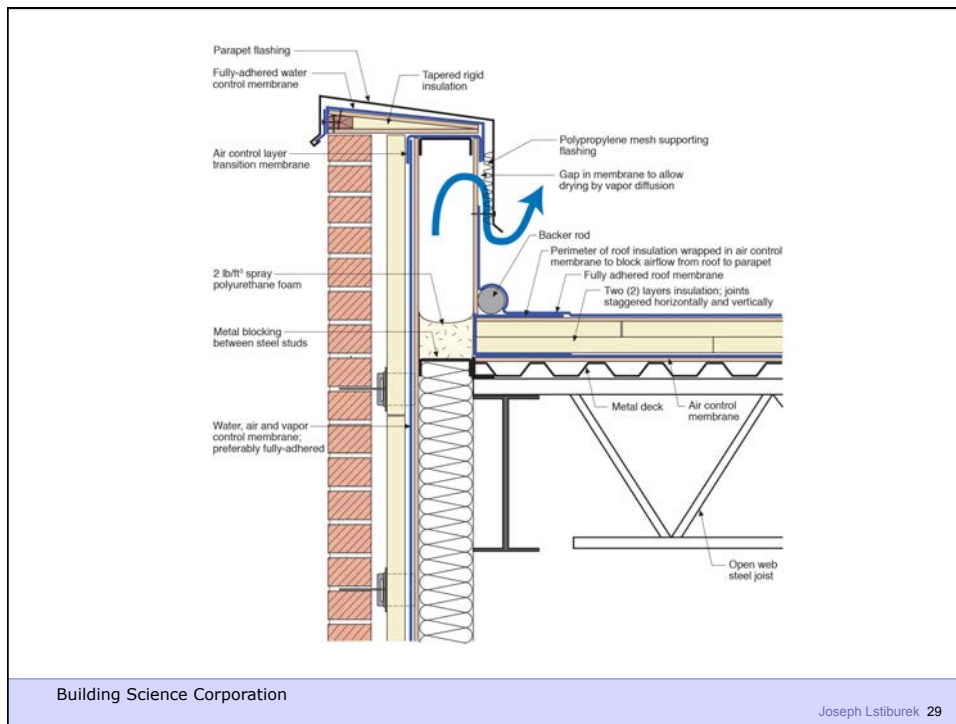 Parapet flashing
Fully-adhered water
control membrane
Tapered rigid
insulation
Air control layer
transition membrane
Polypropylene mesh supporting
flashing
Gap in membrane to allow
drying by vapor diffusion
Backer rod
Perimeter of roof insulation wrapped in air control
membrane to block airflow from roof to parapet
Fully adhered roof membrane
Two (2) layers insulation; joints
staggered horizontally and vertically
2 lb/ft³ spray
polyurethane foam
Metal blocking
between steel studs
Metal deck
Air control
membrane
Water, air and vapor
control membrane;
preferably fully-adhered
Open web
steel joist
Building Science Corporation
Joseph Lstiburek 29